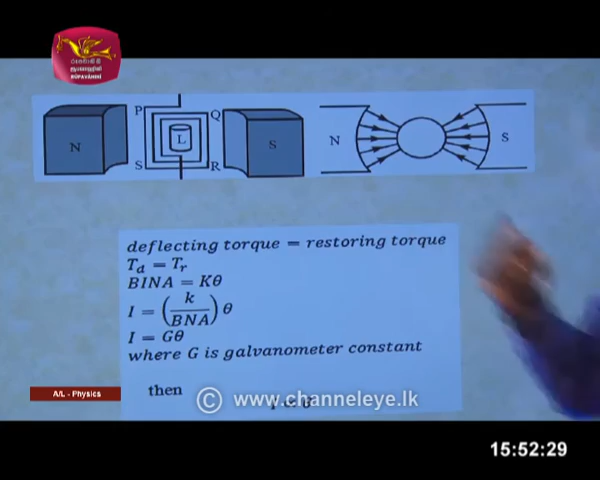 RÚPAVÁHINÍ
P
Q
N
L
S
S
R
N
S
deflecting torque = restoring torque
T_d = T_r
BINA = Kθ
I = (k/BNA) θ
I = Gθ
where G is galvanometer constant
then
A/L - Physics
© www.channeleye.lk
15:52:29